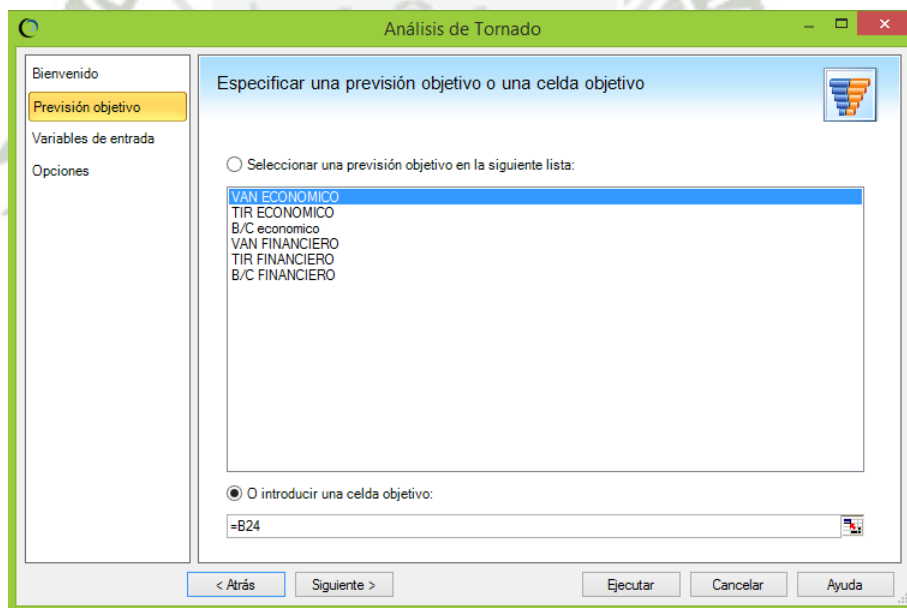 Análisis de Tornado
Bienvenido
Previsión objetivo
Variables de entrada
Opciones
Especificar una previsión objetivo o una celda objetivo
Seleccionar una previsión objetivo en la siguiente lista:
VAN ECONOMICO
TIR ECONOMICO
B/C economico
VAN FINANCIERO
TIR FINANCIERO
B/C FINANCIERO
O introducir una celda objetivo:
=B24
< Atrás
Siguiente >
Ejecutar
Cancelar
Ayuda